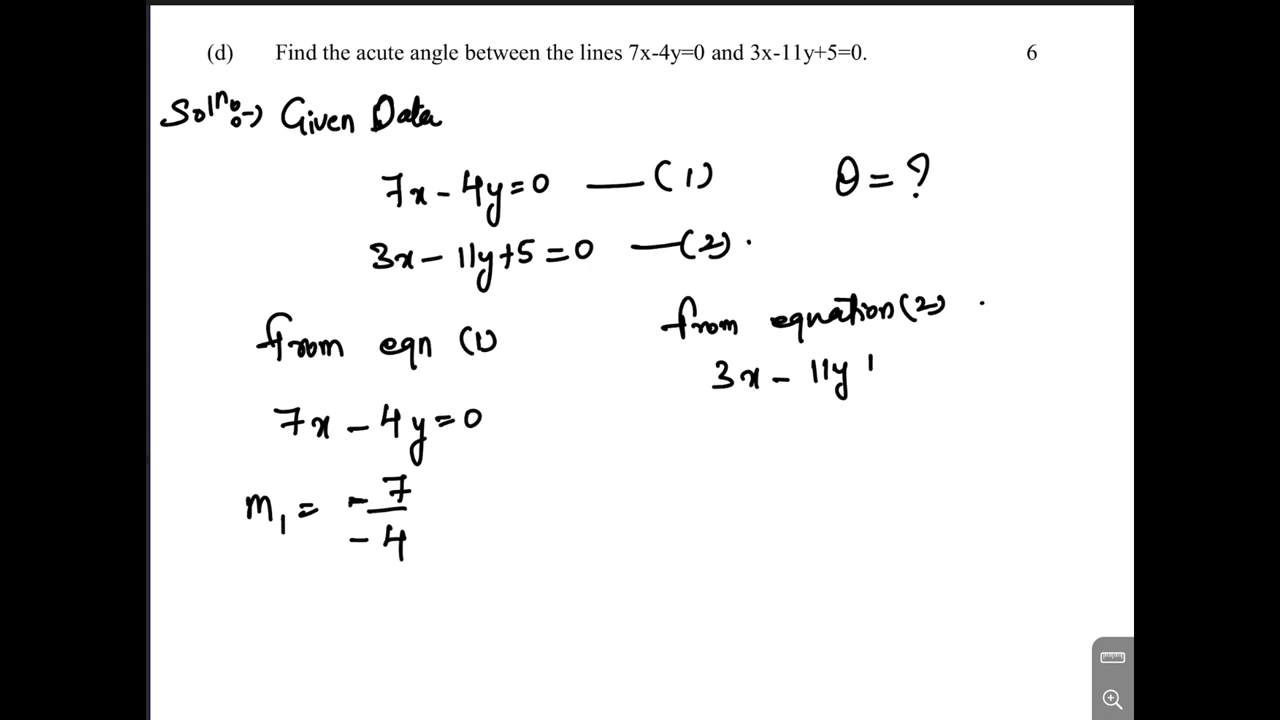 (d) Find the acute angle between the lines 7x-4y=0 and 3x-11y+5=0. 6
Soln:-> Given Data
7x - 4y = 0 — (1) θ = ?
3x - 11y + 5 = 0 — (2).
from eqn (1)
7x - 4y = 0
m₁ = -7/-4
from equation (2)
3x - 11y